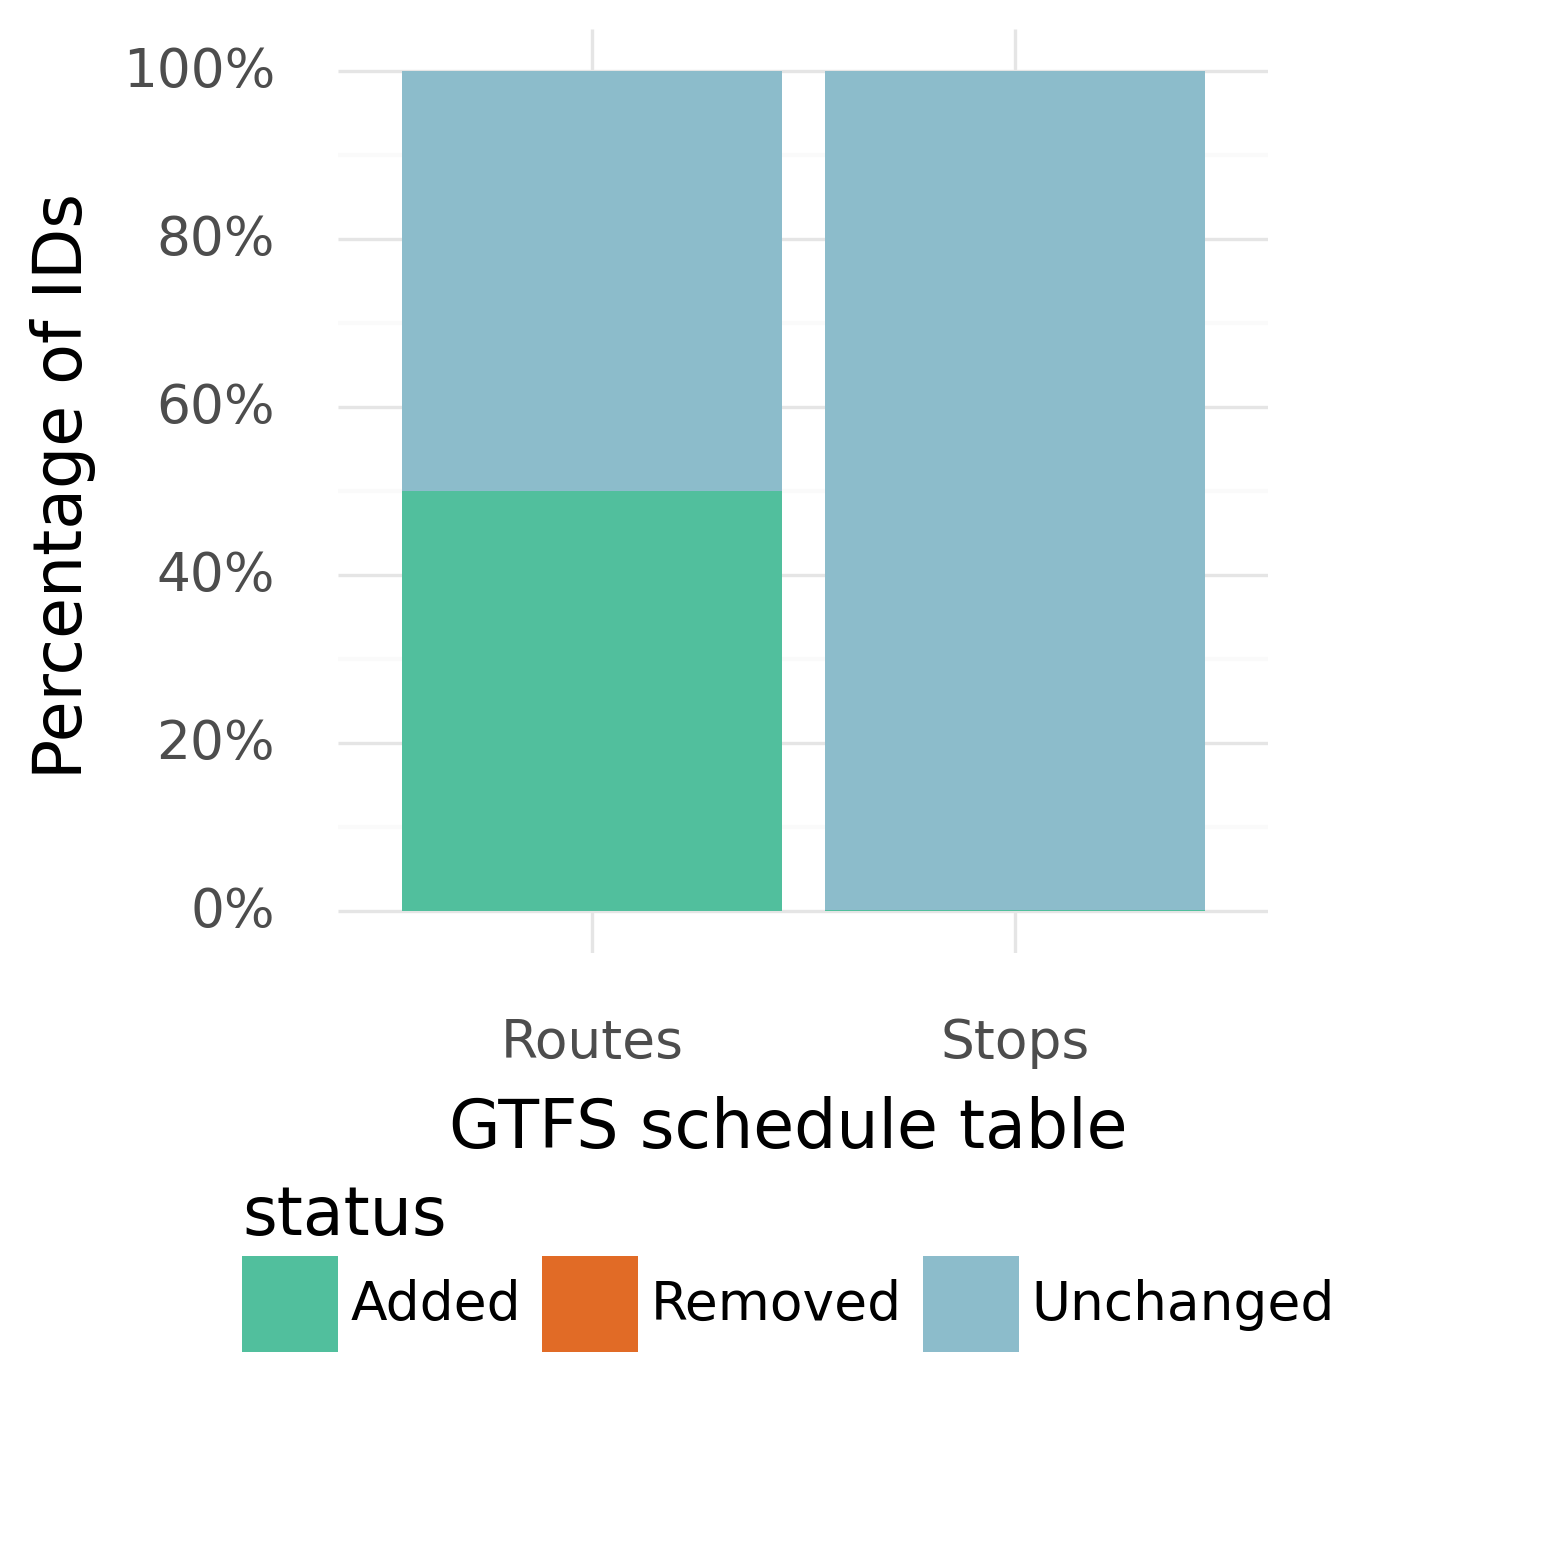 Percentage of IDs
100%
80%
60%
40%
20%
0%
Routes Stops
GTFS schedule table
status
Added Removed Unchanged